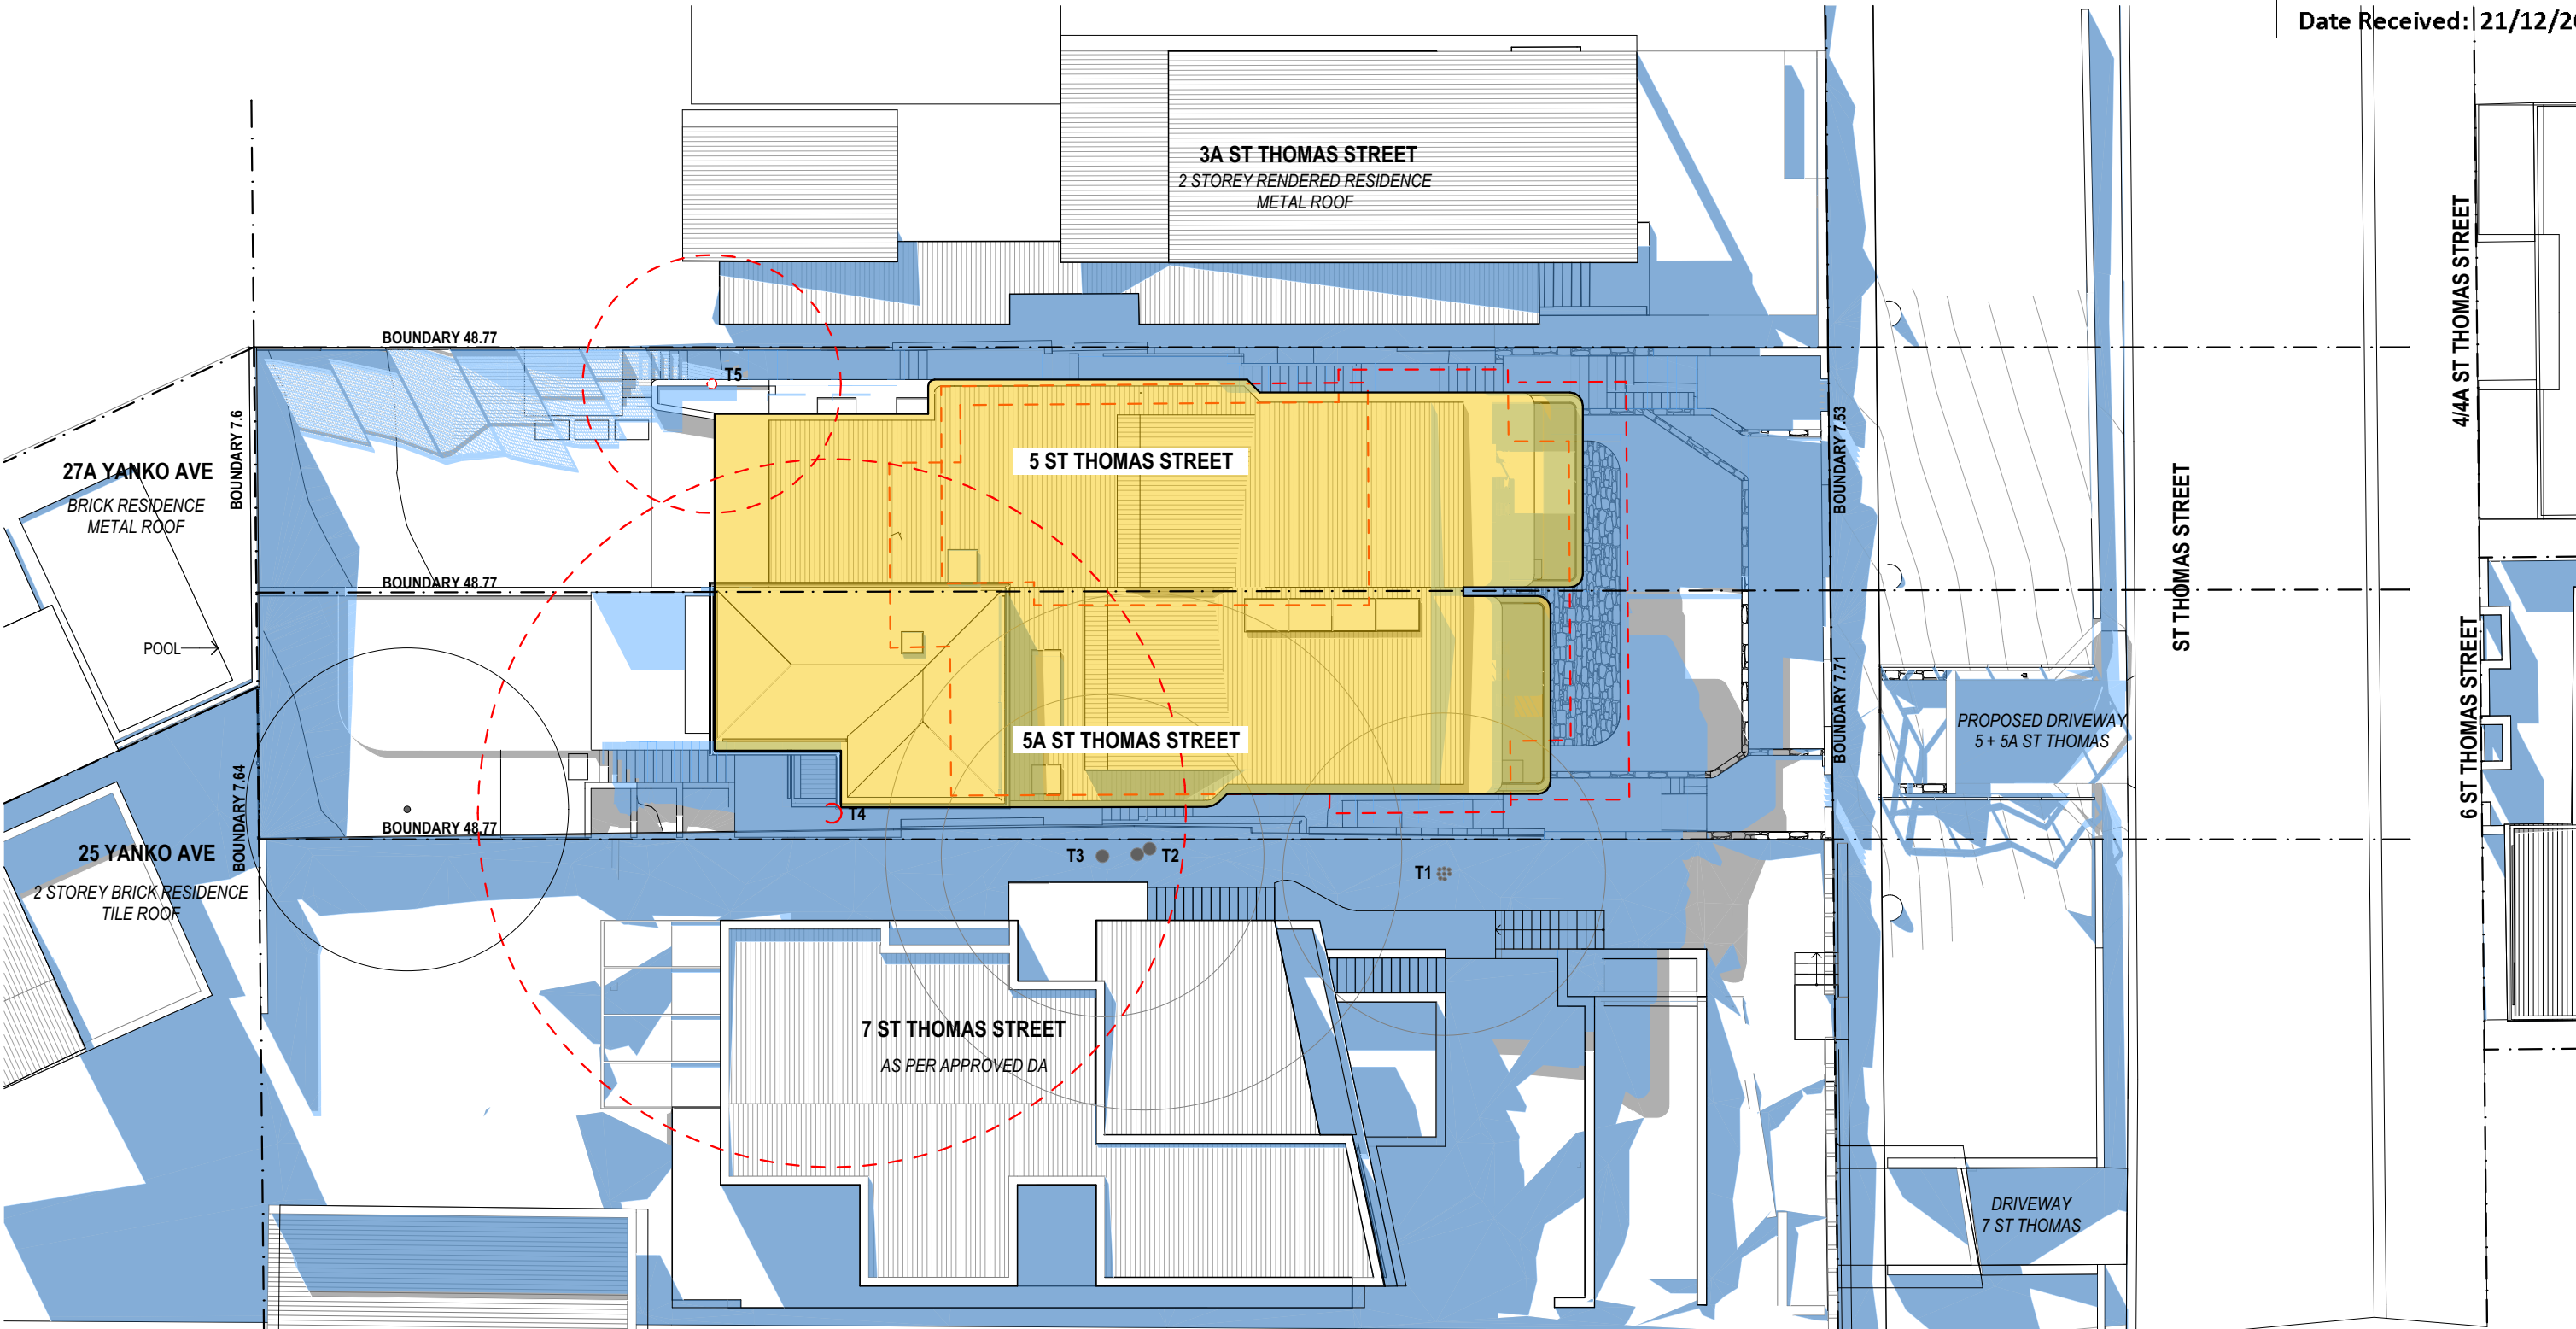 Date Received: 21/12/20
3A ST THOMAS STREET
2 STOREY RENDERED RESIDENCE
METAL ROOF
BOUNDARY 48.77
T5
BOUNDARY 7.6
27A YANKO AVE
BRICK RESIDENCE
METAL ROOF
5 ST THOMAS STREET
BOUNDARY 7.53
ST THOMAS STREET
4/4A ST THOMAS STREET
BOUNDARY 48.77
POOL
5A ST THOMAS STREET
BOUNDARY 7.71
PROPOSED DRIVEWAY
5 + 5A ST THOMAS
6 ST THOMAS STREET
BOUNDARY 7.64
T4
BOUNDARY 48.77
25 YANKO AVE
2 STOREY BRICK RESIDENCE
TILE ROOF
T3
T2
T1
7 ST THOMAS STREET
AS PER APPROVED DA
DRIVEWAY
7 ST THOMAS